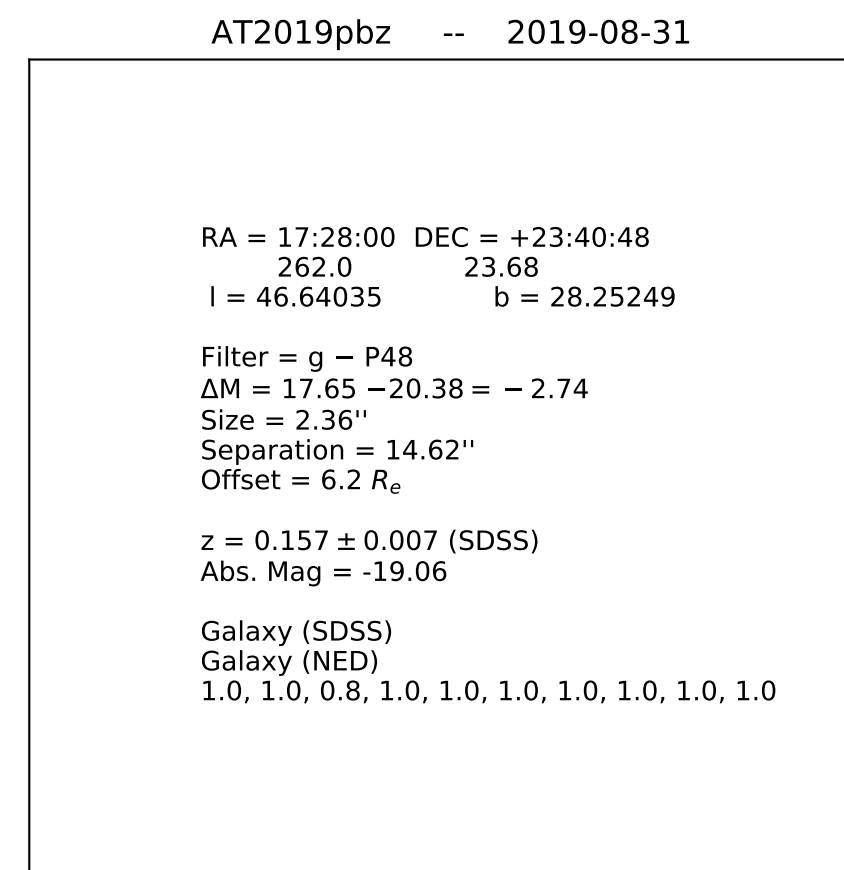 AT2019pbz -- 2019-08-31
RA = 17:28:00 DEC = +23:40:48
262.0 23.68
l = 46.64035 b = 28.25249
Filter = g − P48
ΔM = 17.65 −20.38 = − 2.74
Size = 2.36''
Separation = 14.62''
Offset = 6.2 Rₑ
z = 0.157 ± 0.007 (SDSS)
Abs. Mag = -19.06
Galaxy (SDSS)
Galaxy (NED)
1.0, 1.0, 0.8, 1.0, 1.0, 1.0, 1.0, 1.0, 1.0, 1.0